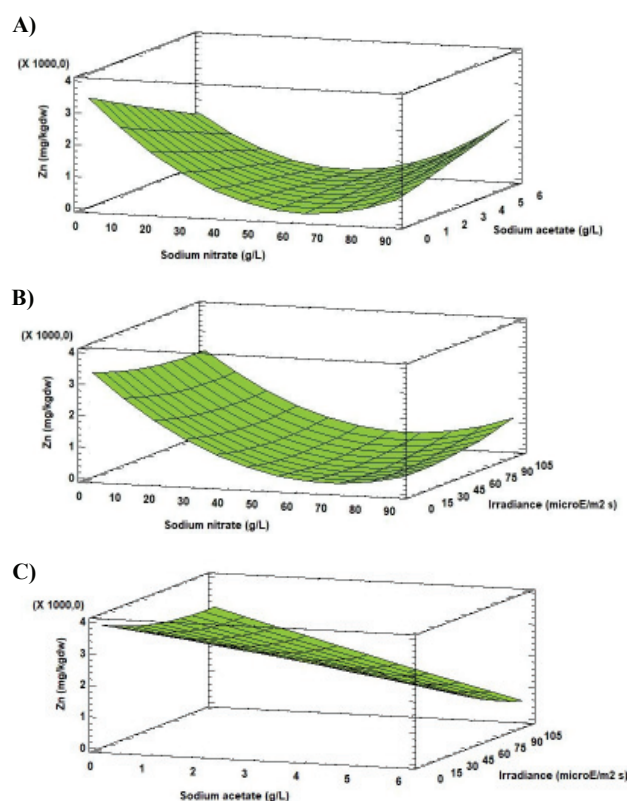 A)
(X 1000,0)
4
3
2
1
0
Zn (mg/kgdw)
0 10 20 30 40 50 60 70 80 90
Sodium nitrate (g/L)
0 1 2 3 4 5 6
Sodium acetate (g/L)
B)
(X 1000,0)
4
3
2
1
0
Zn (mg/kgdw)
0 10 20 30 40 50 60 70 80 90
Sodium nitrate (g/L)
0 15 30 45 60 75 90 105
Irradiance (microE/m2 s)
C)
(X 1000,0)
4
3
2
1
0
Zn (mg/kgdw)
0 1 2 3 4 5 6
Sodium acetate (g/L)
0 15 30 45 60 75 90 105
Irradiance (microE/m2 s)